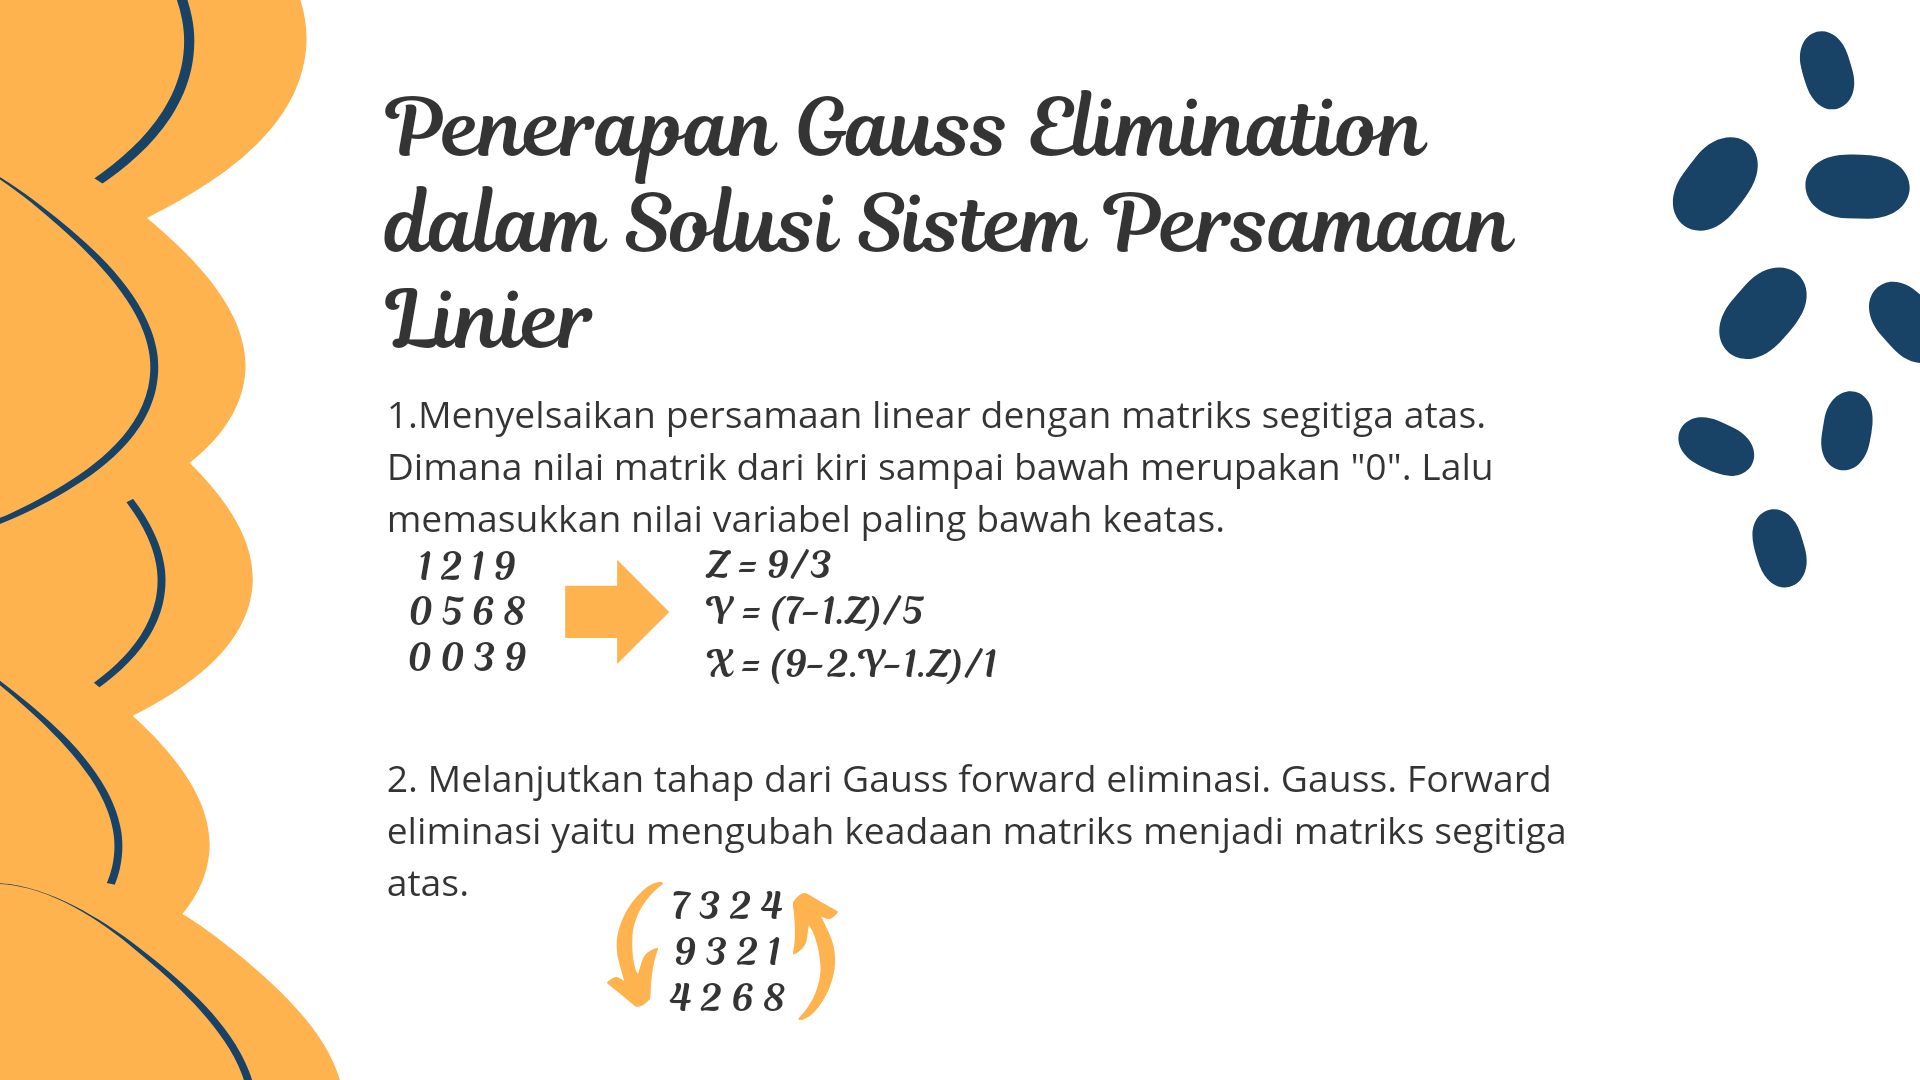 Penerapan Gauss Elimination
dalam Solusi Sistem Persamaan
Linier
1.Menyelsaikan persamaan linear dengan matriks segitiga atas.
Dimana nilai matrik dari kiri sampai bawah merupakan "0". Lalu
memasukkan nilai variabel paling bawah keatas.
1 2 1 9
0 5 6 8
0 0 3 9
Z = 9/3
Y = (7-1.Z)/5
X = (9-2.Y-1.Z)/1
2. Melanjutkan tahap dari Gauss forward eliminasi. Gauss. Forward
eliminasi yaitu mengubah keadaan matriks menjadi matriks segitiga
atas.
7 3 2 4
9 3 2 1
4 2 6 8